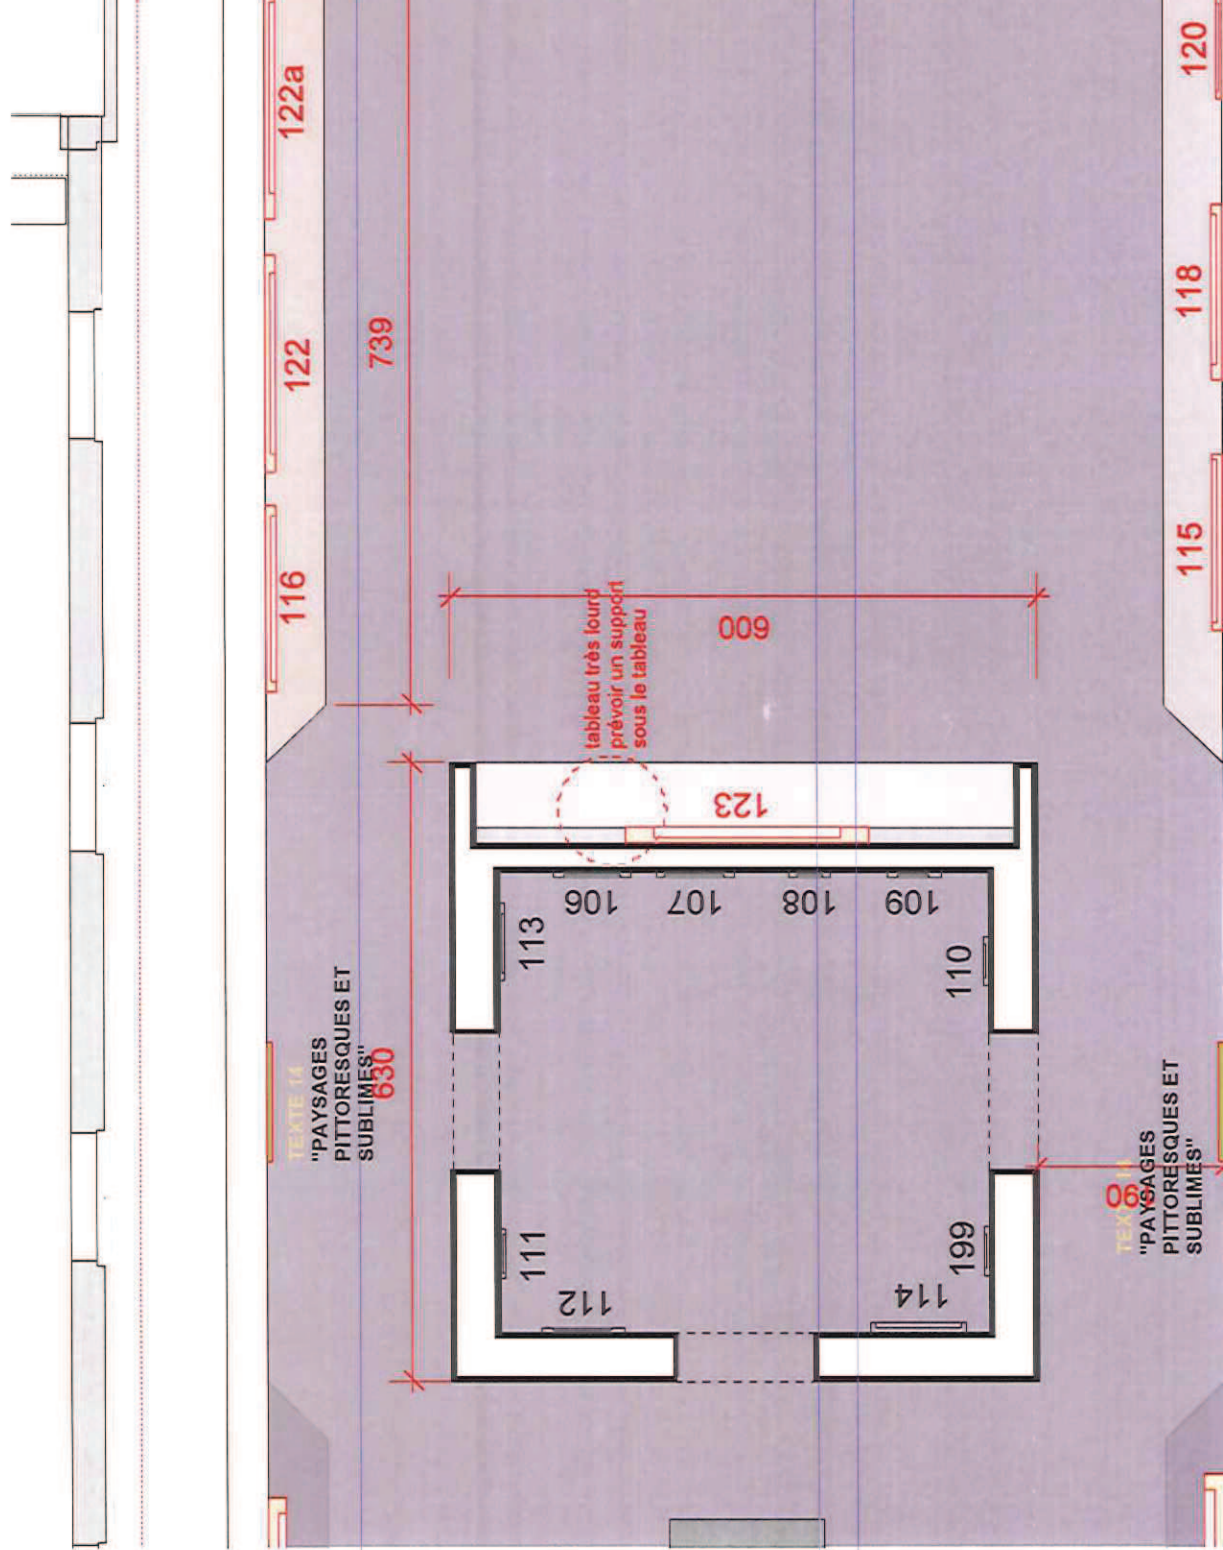 122a
120
122
118
739
116
115
tableau très lourd
prévoir un support
sous le tableau
600
123
106
107
108
109
113
110
TEXTE 14
"PAYSAGES
PITTORESQUES ET
SUBLIMES"
630
"PAYSAGES
PITTORESQUES ET
SUBLIMES"
111
199
112
114